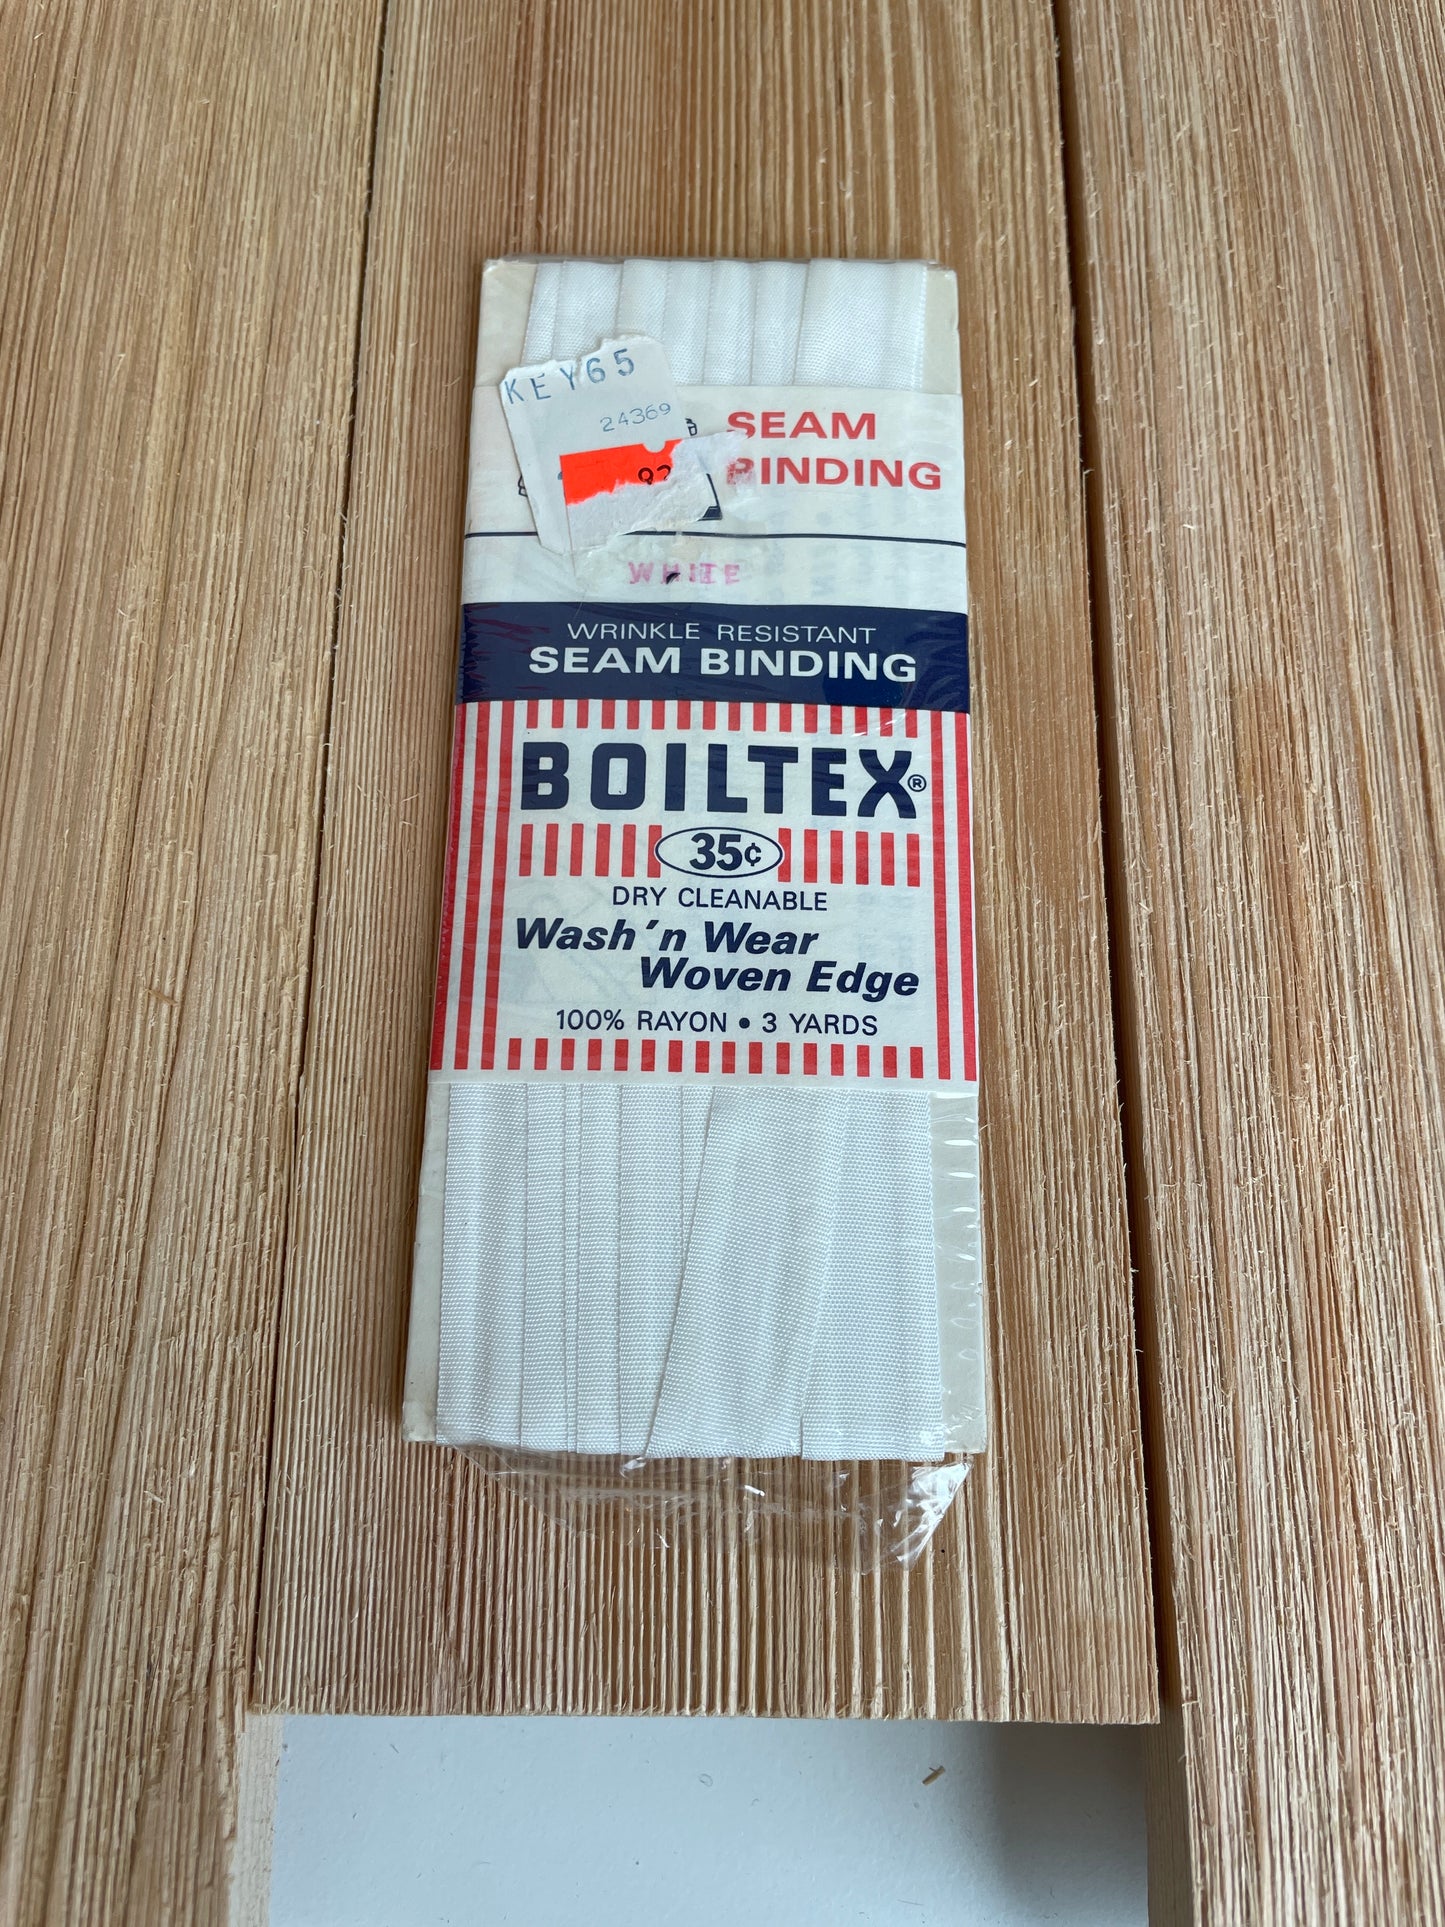 KEY65
24369
SEAM
BINDING
WHITE
WRINKLE RESISTANT
SEAM BINDING
BOILTEX®
35¢
DRY CLEANABLE
Wash 'n Wear
Woven Edge
100% RAYON • 3 YARDS